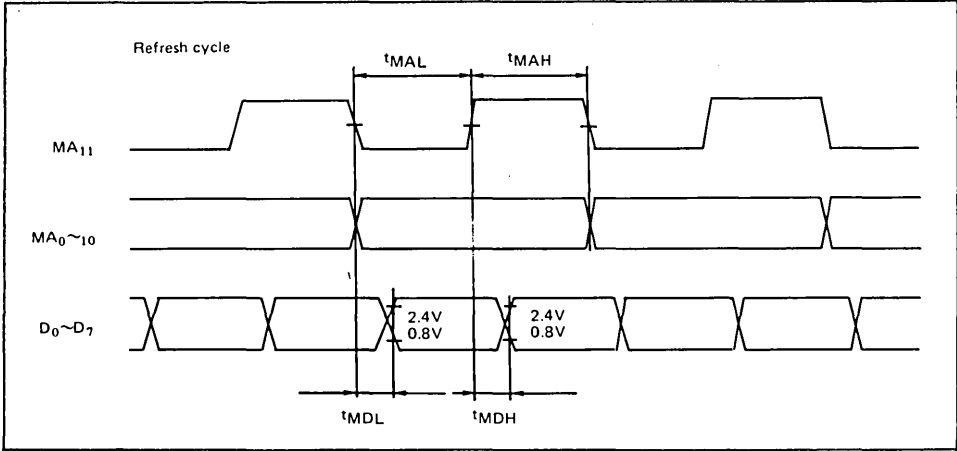 Refresh cycle
tMAL
tMAH
MA11
MA0~10
D0~D7
2.4V
0.8V
2.4V
0.8V
tMDL
tMDH